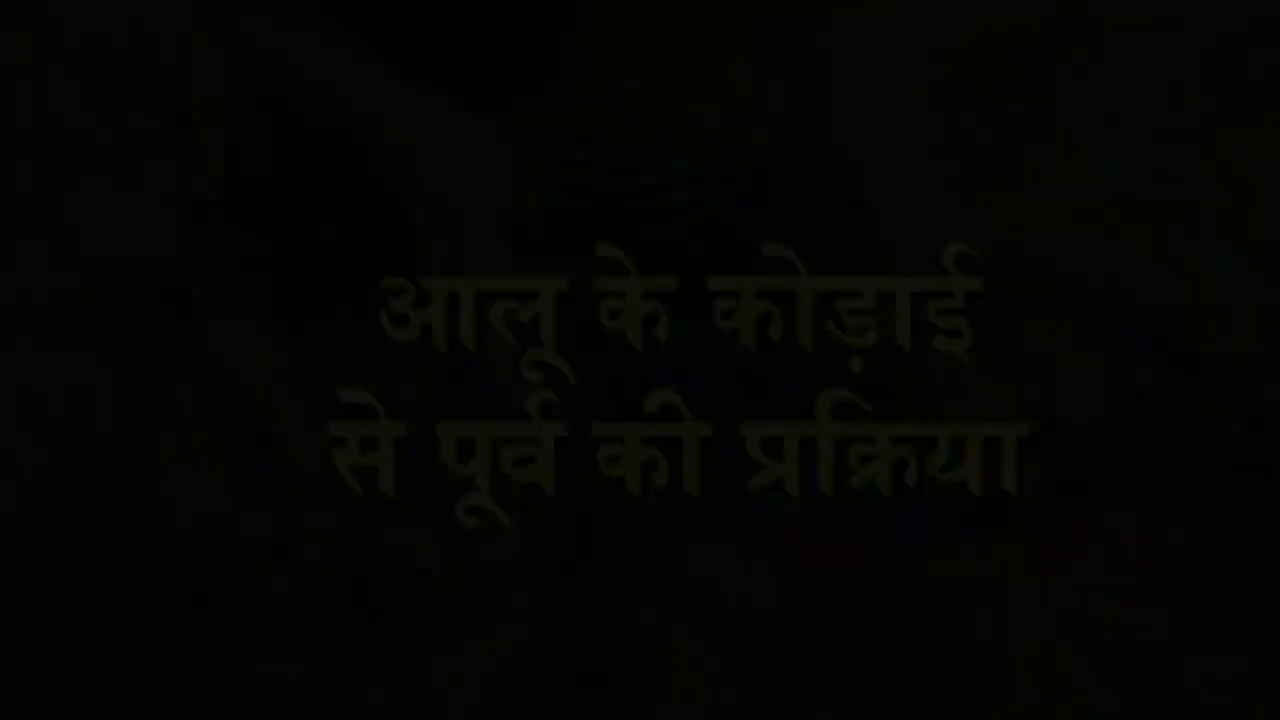 आलू के कोड़ाई
से पूर्व की प्रक्रिया